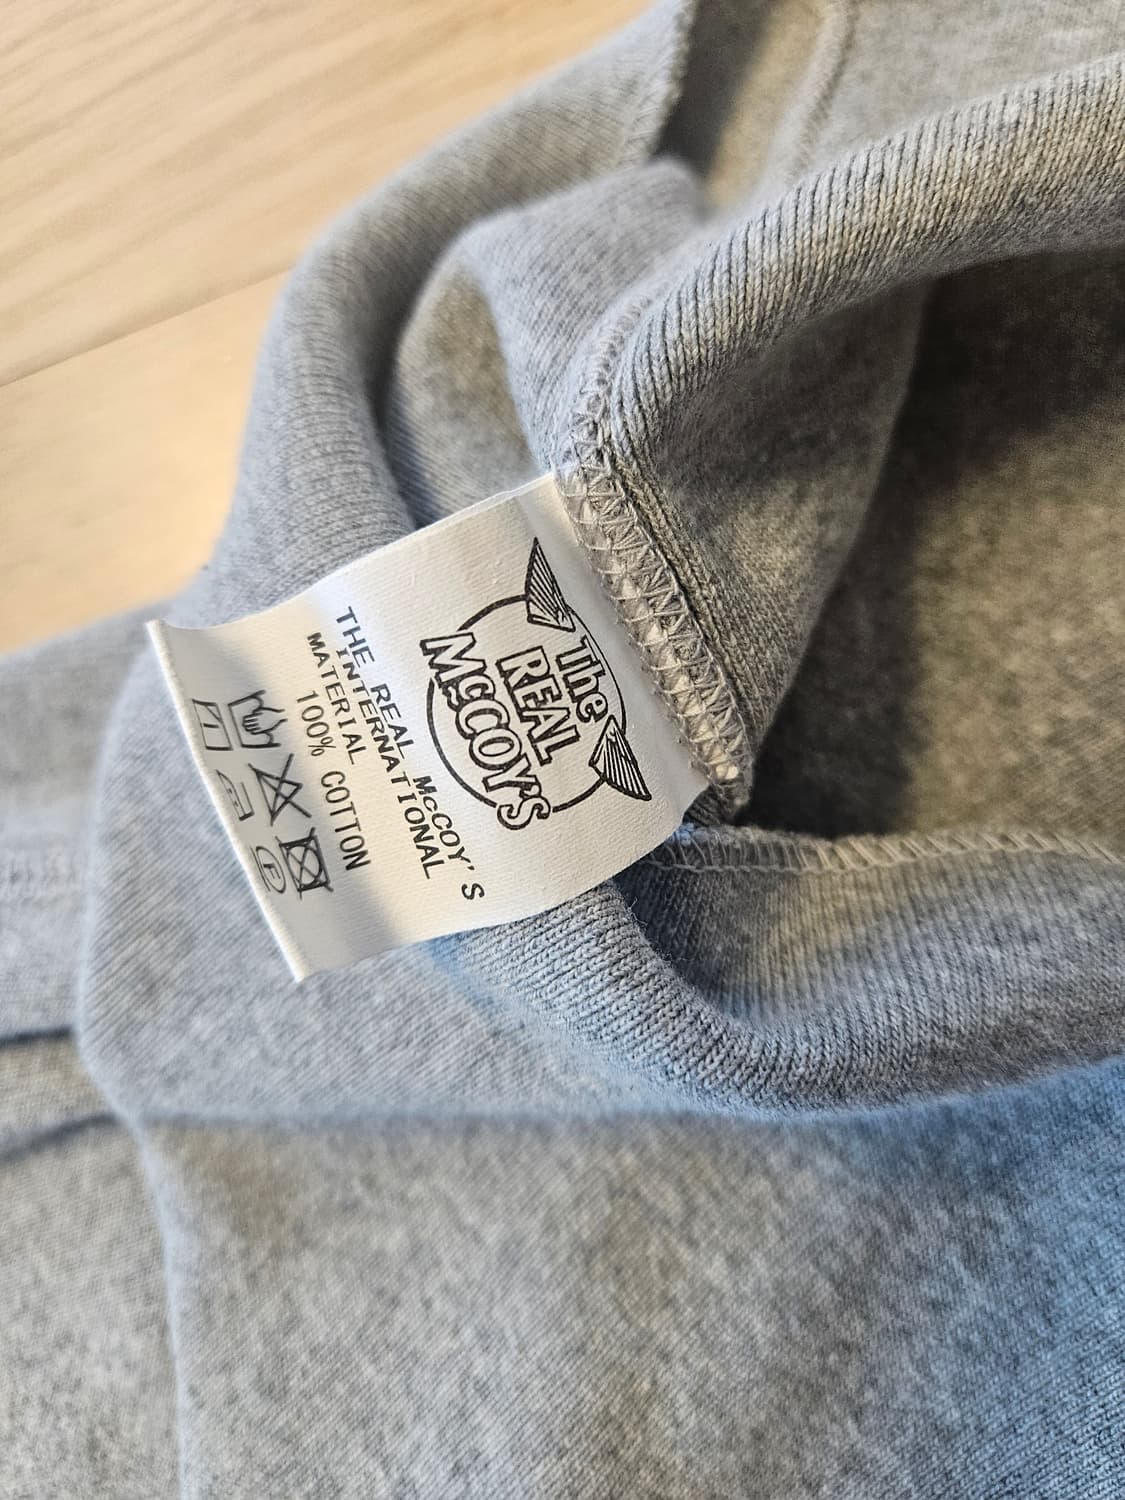 The
REAL
McCOY'S
THE REAL McCOY'S
INTERNATIONAL
MATERIAL
100% COTTON
F